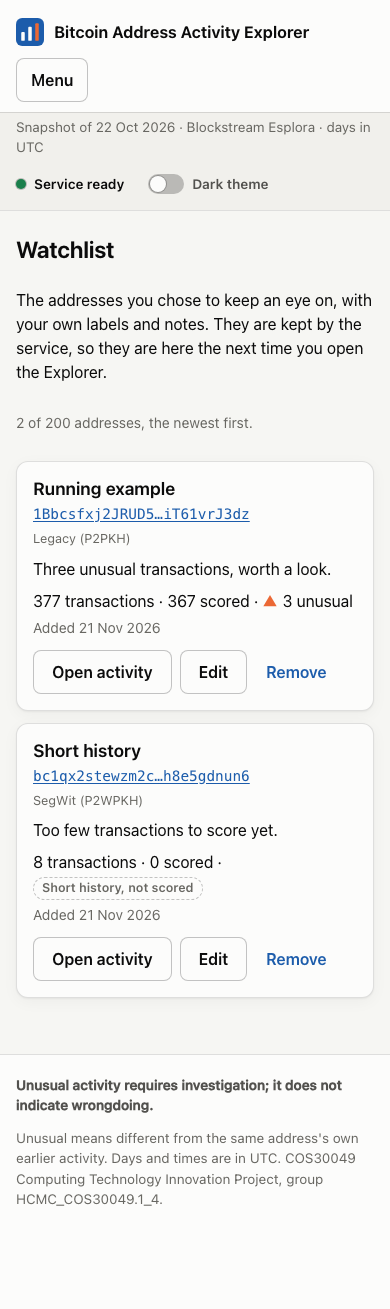 Bitcoin Address Activity Explorer
Menu
Snapshot of 22 Oct 2026 · Blockstream Esplora · days in
UTC
Service ready
Dark theme
Watchlist
The addresses you chose to keep an eye on, with
your own labels and notes. They are kept by the
service, so they are here the next time you open
the Explorer.
2 of 200 addresses, the newest first.
Running example
1Bbcsfxj2JRUD5…iT61vrJ3dz
Legacy (P2PKH)
Three unusual transactions, worth a look.
377 transactions · 367 scored · 3 unusual
Added 21 Nov 2026
Open activity
Edit
Remove
Short history
bc1qx2stewzm2c…h8e5gdnun6
SegWit (P2WPKH)
Too few transactions to score yet.
8 transactions · 0 scored ·
Short history, not scored
Added 21 Nov 2026
Open activity
Edit
Remove
Unusual activity requires investigation; it does not
indicate wrongdoing.
Unusual means different from the same address's own
earlier activity. Days and times are in UTC. COS30049
Computing Technology Innovation Project, group
HCMC_COS30049.1_4.